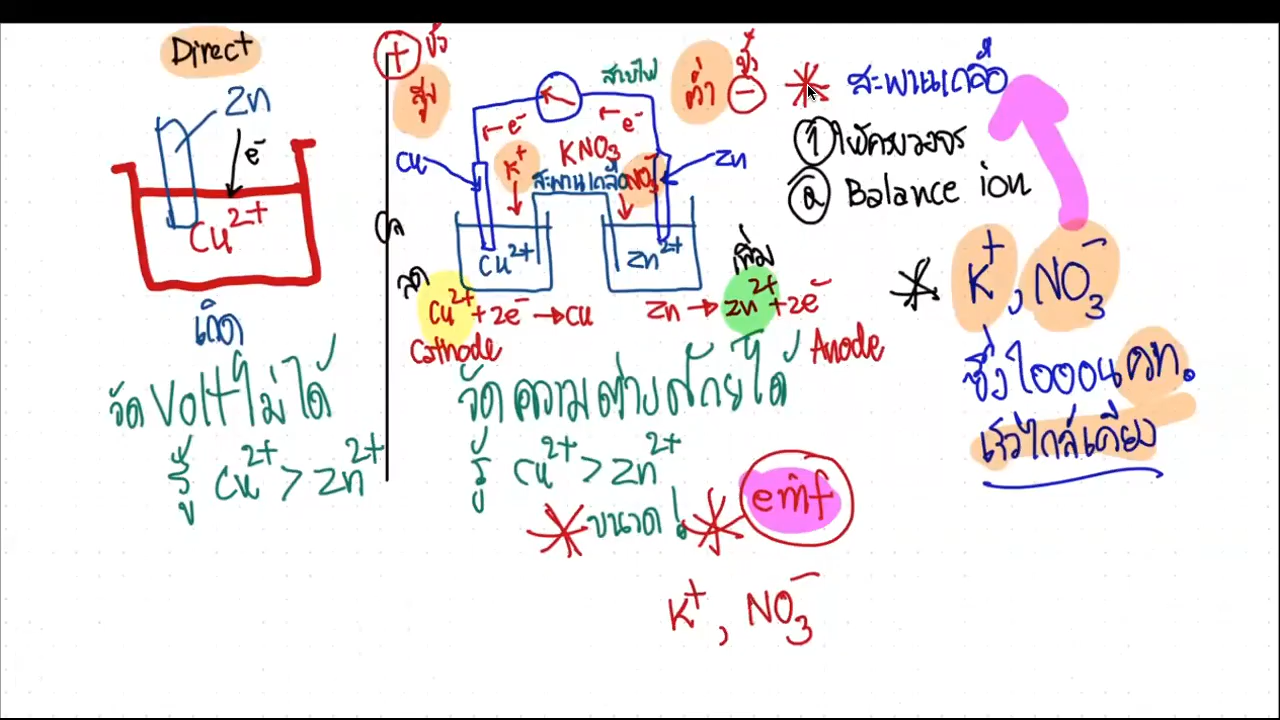 Direct
Zn
e⁻
Cu²⁺
เกิด
วัด Volt ไม่ได้
รู้ Cu²⁺ > Zn²⁺
+ ขั้ว
สูง
สายไฟ
ต่ำ
ขั้ว -
← e⁻
← e⁻
Cu
K⁺
KNO₃
สะพานเกลือ
NO₃⁻
Zn
Cu²⁺
Zn²⁺
ลด
เพิ่ม
Cu²⁺ + 2e⁻ → Cu
Zn → Zn²⁺ + 2e⁻
Cathode
Anode
วัดความต่างศักย์ได้
รู้ Cu²⁺ > Zn²⁺
* ขนาด! *
emf
K⁺, NO₃⁻
* สะพานเกลือ
① ให้ครบวงจร
② Balance ion
* K⁺, NO₃⁻
ซึ่งไอออน คท.
เร็วใกล้เคียง